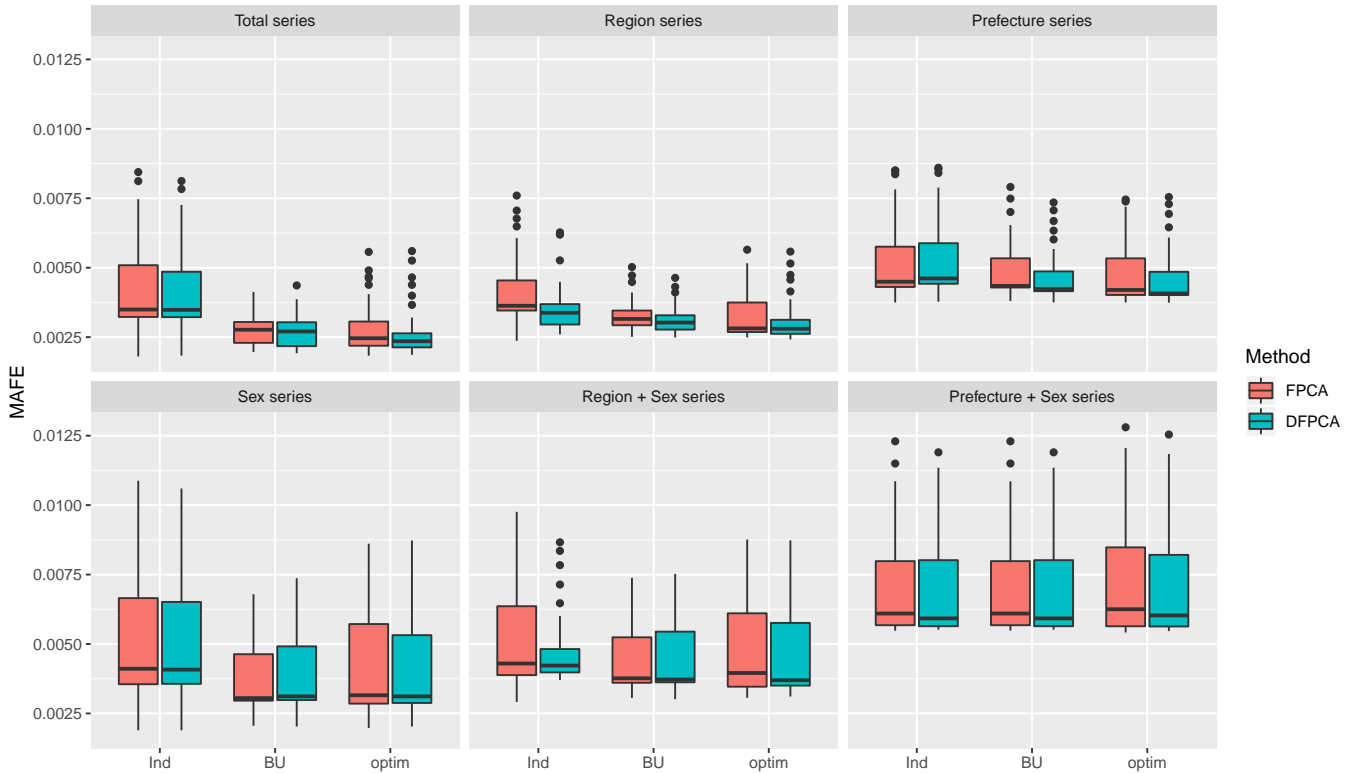 Total series
Region series
Prefecture series
0.0125
0.0100
0.0075
0.0050
0.0025
Sex series
Region + Sex series
Prefecture + Sex series
0.0125
0.0100
0.0075
0.0050
0.0025
Ind BU optim
Ind BU optim
Ind BU optim
MAFE
Method
FPCA
DFPCA